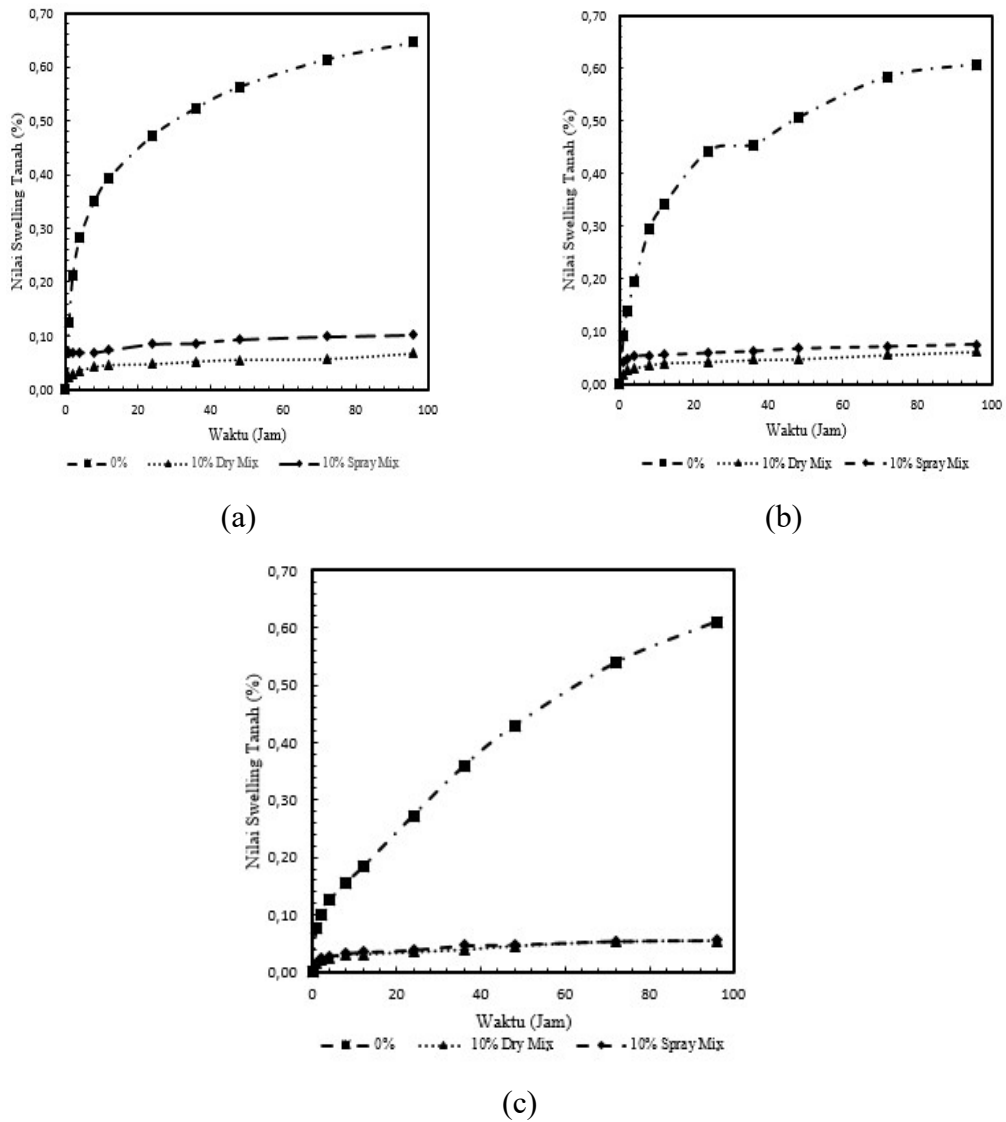 0,70
0,60
0,50
0,40
0,30
0,20
0,10
0,00
Nilai Swelling Tanah (%)
0 20 40 60 80 100
Waktu (Jam)
0% 10% Dry Mix 10% Spray Mix
(a)
0,70
0,60
0,50
0,40
0,30
0,20
0,10
0,00
Nilai Swelling Tanah (%)
0 20 40 60 80 100
Waktu (Jam)
0% 10% Dry Mix 10% Spray Mix
(b)
0,70
0,60
0,50
0,40
0,30
0,20
0,10
0,00
Nilai Swelling Tanah (%)
0 20 40 60 80 100
Waktu (Jam)
0% 10% Dry Mix 10% Spray Mix
(c)